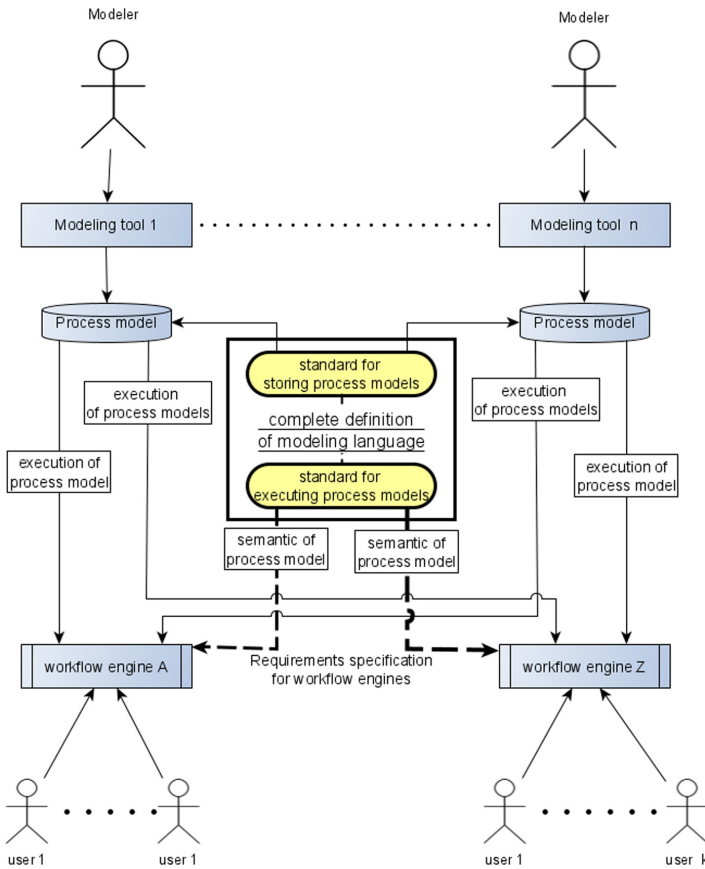 Modeler
Modeler
Modeling tool 1
Modeling tool n
Process model
Process model
standard for
storing process models
execution
of process models
execution
of process models
complete definition
of modeling language
execution of
process model
execution of
process model
standard for
executing process models
semantic of
process model
semantic of
process model
workflow engine A
Requirements specification
for workflow engines
workflow engine Z
user 1
user 1
user 1
user k